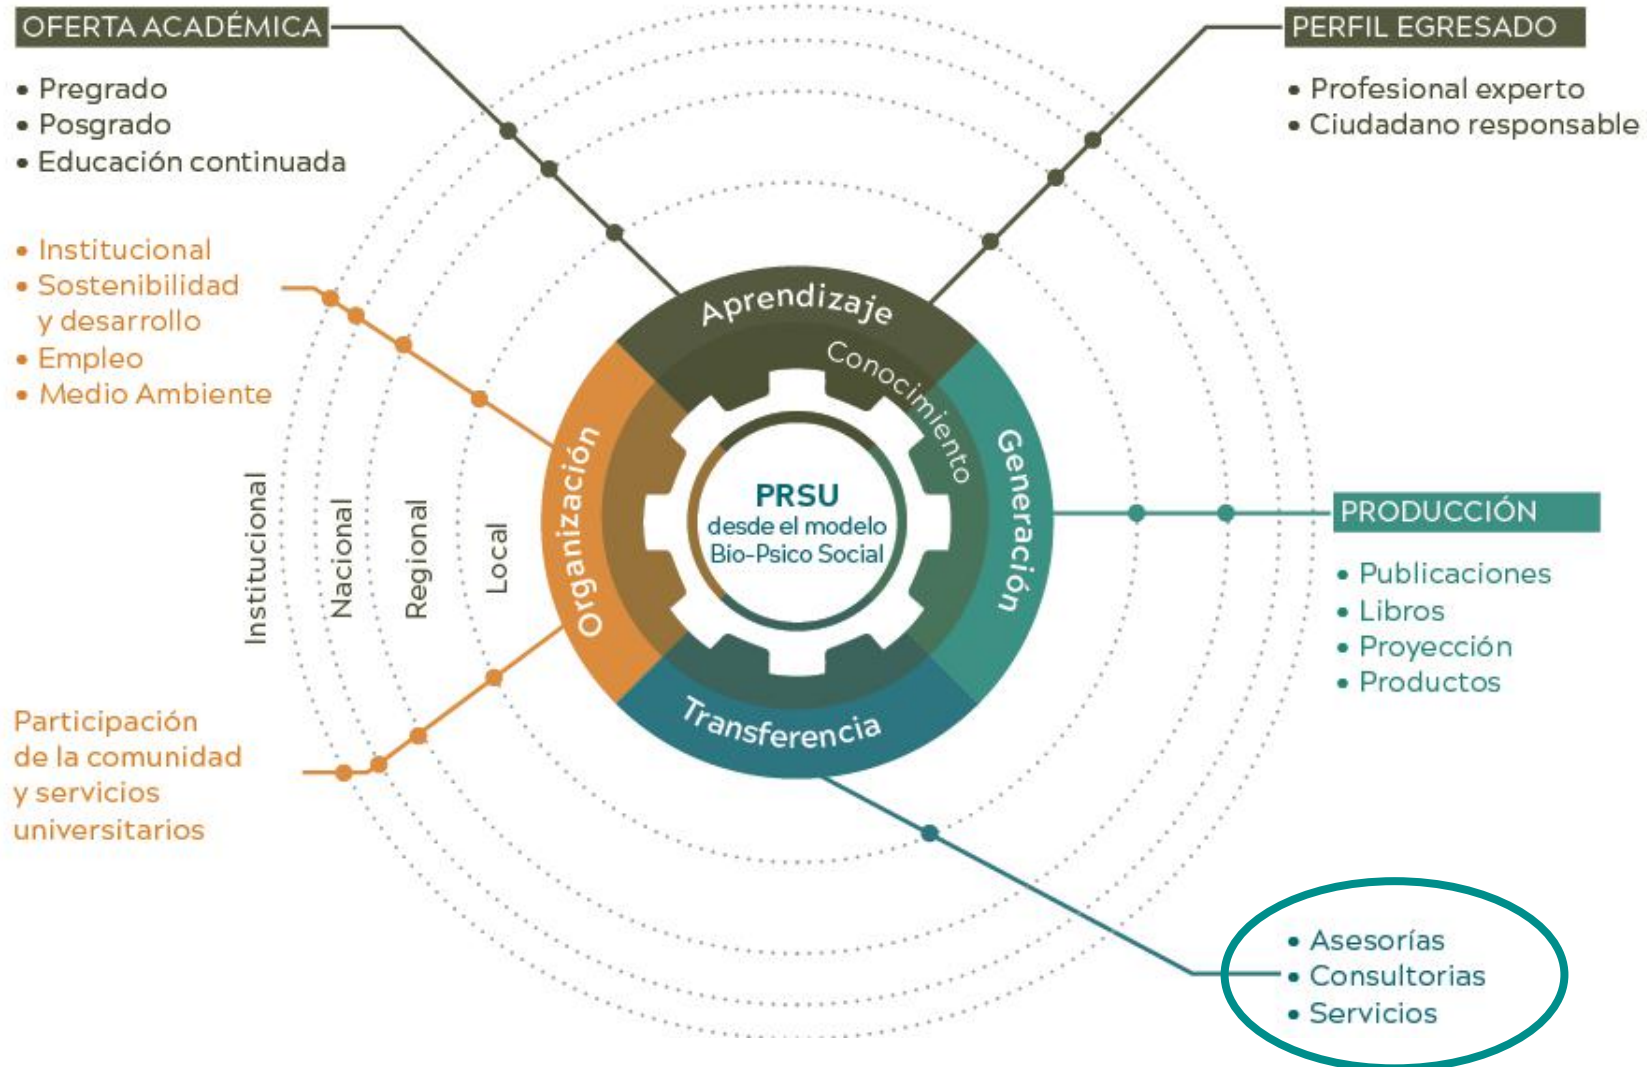 OFERTA ACADÉMICA
• Pregrado
• Posgrado
• Educación continuada
PERFIL EGRESADO
• Profesional experto
• Ciudadano responsable
• Institucional
• Sostenibilidad
y desarrollo
• Empleo
• Medio Ambiente
Aprendizaje
Conocimiento
Organización
Generación
Transferencia
PRSU
desde el modelo
Bio-Psico Social
Institucional
Nacional
Regional
Local
PRODUCCIÓN
• Publicaciones
• Libros
• Proyección
• Productos
Participación
de la comunidad
y servicios
universitarios
• Asesorías
• Consultorias
• Servicios